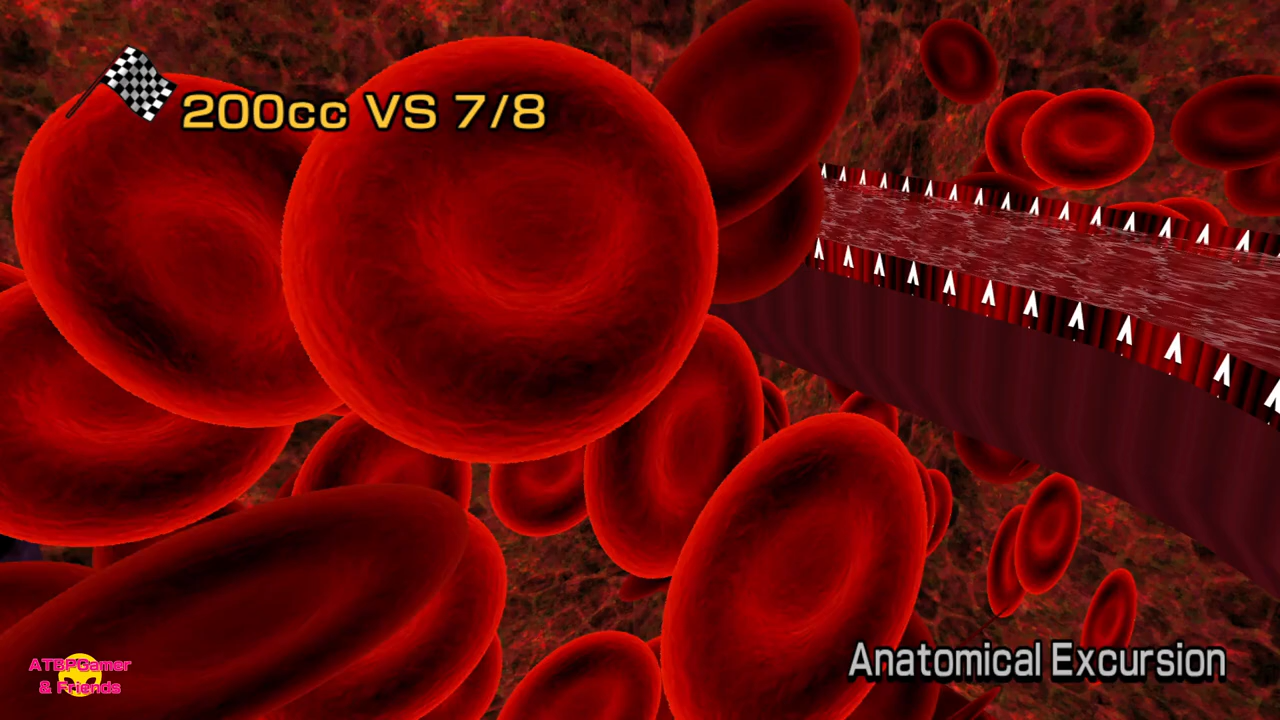 200cc VS 7/8
Anatomical Excursion
ATBPGamer
& Friends